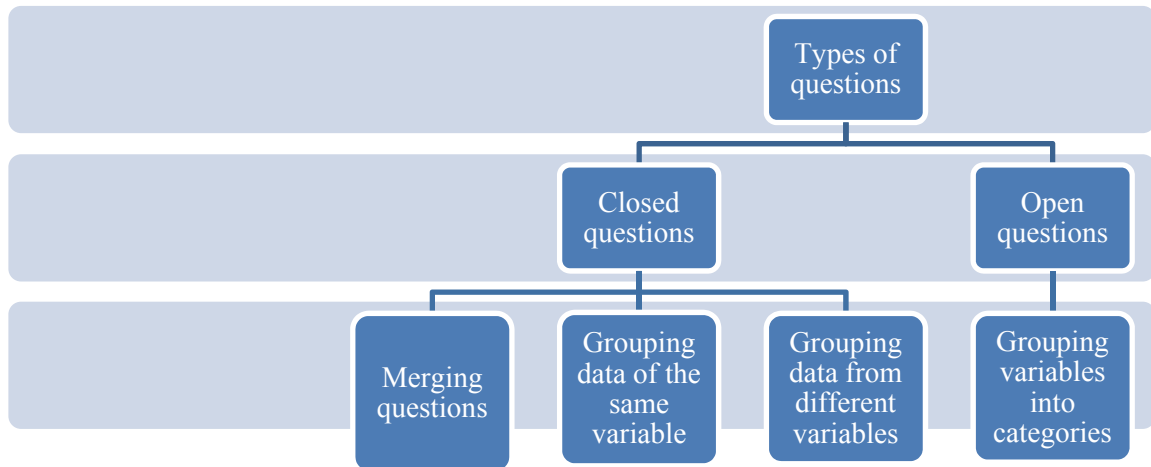 Types of
questions
Closed
questions
Open
questions
Merging
questions
Grouping
data of the
same
variable
Grouping
data from
different
variables
Grouping
variables
into
categories